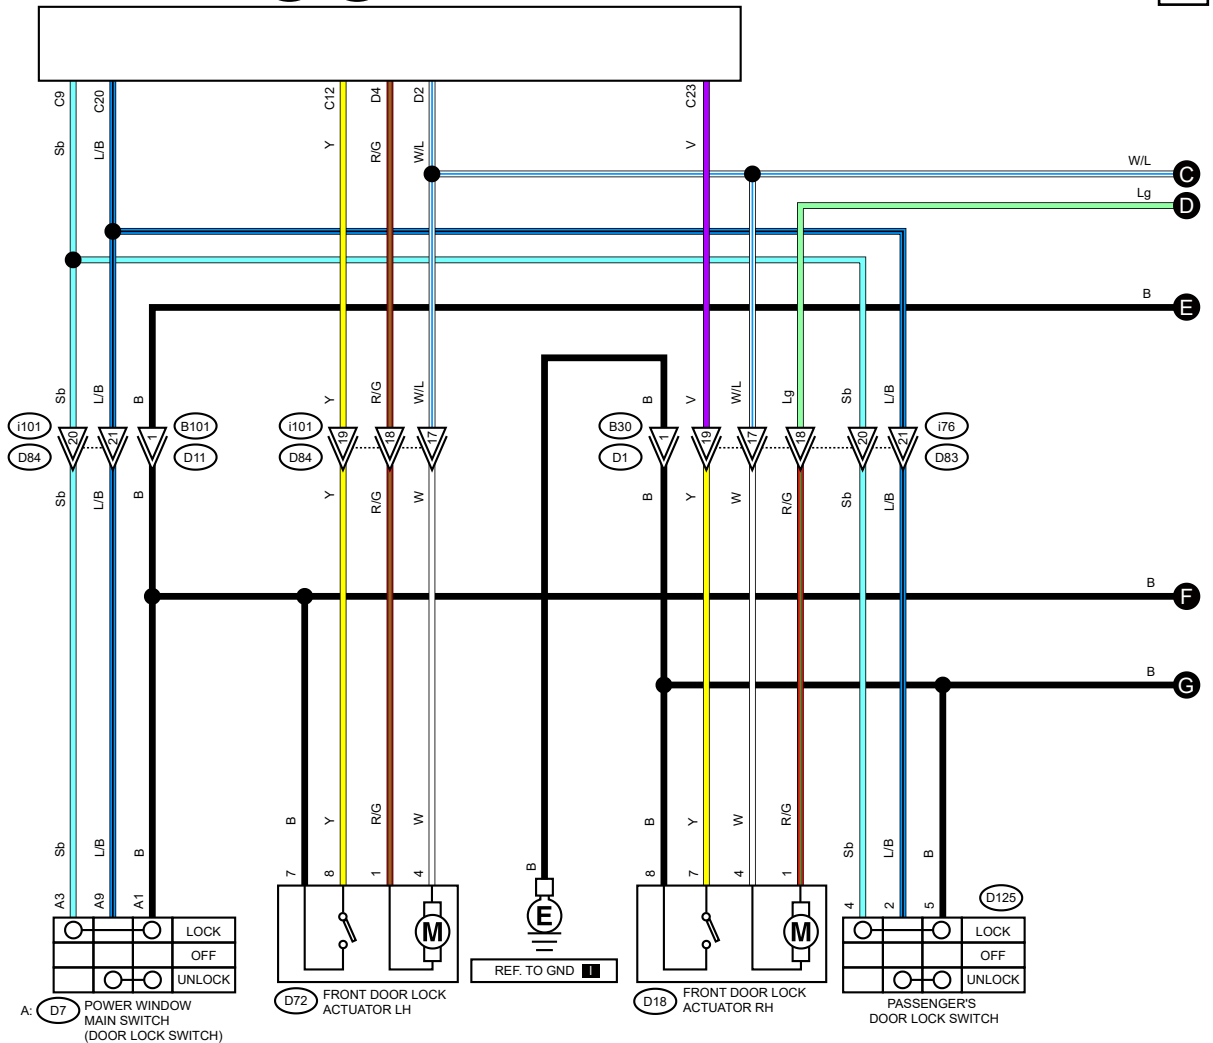 C9 C20 C12 D4 D2 C23
Sb L/B Y R/G W/L V
W/L C
Lg D
B E
Sb L/B B Y R/G W/L B V W/L Lg Sb L/B
i101 B101 i101 B30 i76
20 21 1 19 18 17 1 19 17 18 20 21
D84 D11 D84 D1 D83
Sb L/B B Y R/G W B Y W R/G Sb L/B
B F
B G
B Y R/G W B Y W R/G
Sb L/B B B Sb L/B B
7 8 1 4 8 7 4 1
A3 A9 A1 4 2 5
D125
LOCK
OFF
UNLOCK
M
E
M
LOCK
OFF
UNLOCK
REF. TO GND I
A: D7 POWER WINDOW
MAIN SWITCH
(DOOR LOCK SWITCH)
D72 FRONT DOOR LOCK
ACTUATOR LH
D18 FRONT DOOR LOCK
ACTUATOR RH
PASSENGER'S
DOOR LOCK SWITCH